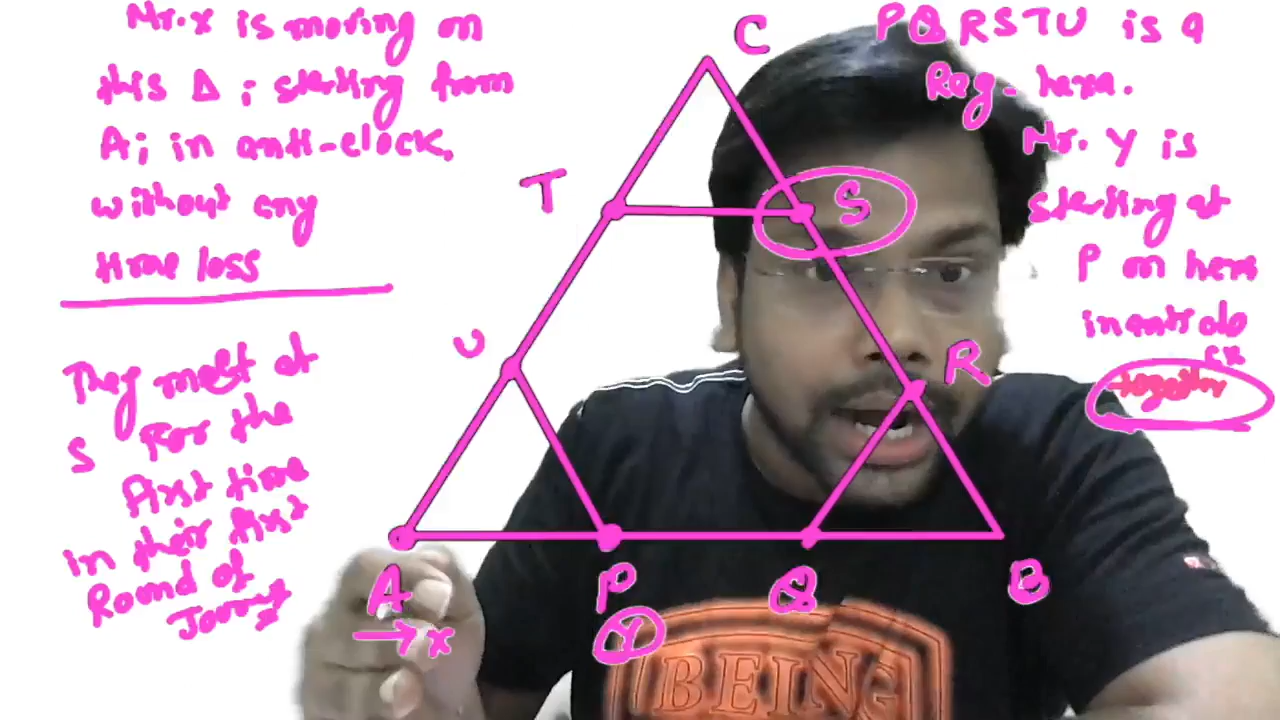 Mr. X is moving on
this Δ ; starting from
A; in anti-clock,
without any
time loss
They meet at
S For the
First time
in their first
Round of
PQRSTU is a
Reg- hexa.
Mr. Y is
starting at
P on hexa
in anti clo
ck
together
C
T
S
U
R
A
P
Q
B
→ x
Y
BEING